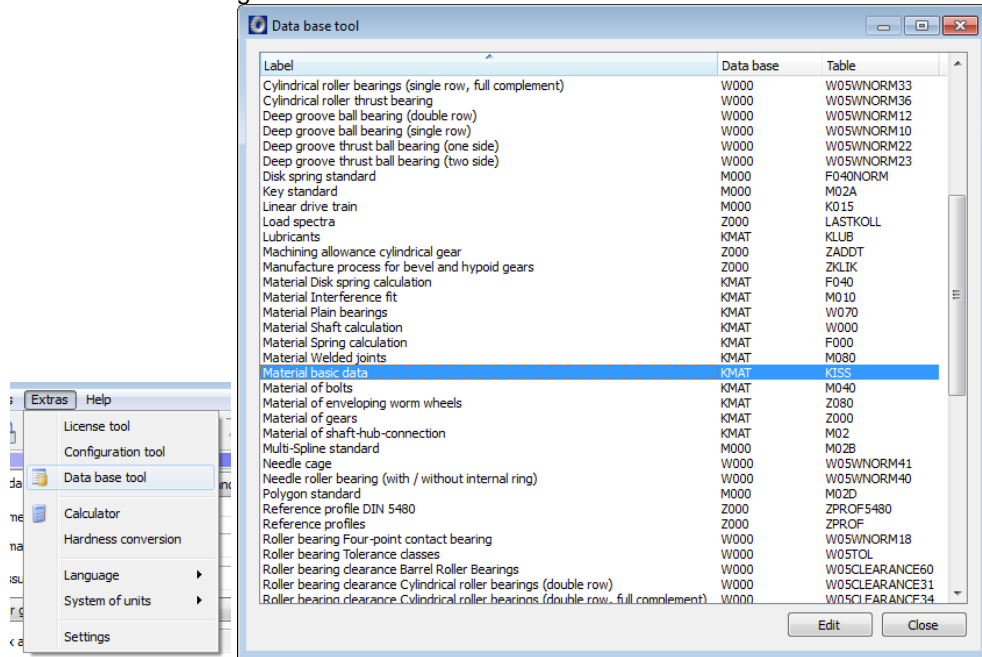 Data base tool
Label Data base Table
Cylindrical roller bearings (single row, full complement) W000 W05WNORM33
Cylindrical roller thrust bearing W000 W05WNORM36
Deep groove ball bearing (double row) W000 W05WNORM12
Deep groove ball bearing (single row) W000 W05WNORM10
Deep groove thrust ball bearing (one side) W000 W05WNORM22
Deep groove thrust ball bearing (two side) W000 W05WNORM23
Disk spring standard M000 F040NORM
Key standard M000 M02A
Linear drive train M000 K015
Load spectra Z000 LASTKOLL
Lubricants KMAT KLUB
Machining allowance cylindrical gear Z000 ZADDT
Manufacture process for bevel and hypoid gears Z000 ZKLIK
Material Disk spring calculation KMAT F040
Material Interference fit KMAT M010
Material Plain bearings KMAT W070
Material Shaft calculation KMAT W000
Material Spring calculation KMAT F000
Material Welded joints KMAT M080
Material basic data KMAT KISS
Material of bolts KMAT M040
Material of enveloping worm wheels KMAT Z080
Material of gears KMAT Z000
Material of shaft-hub-connection KMAT M02
Multi-Spline standard M000 M02B
Needle cage W000 W05WNORM41
Needle roller bearing (with / without internal ring) W000 W05WNORM40
Polygon standard M000 M02D
Reference profile DIN 5480 Z000 ZPROF5480
Reference profiles Z000 ZPROF
Roller bearing Four-point contact bearing W000 W05WNORM18
Roller bearing Tolerance classes W000 W05TOL
Roller bearing clearance Barrel Roller Bearings W000 W05CLEARANCE60
Roller bearing clearance Cylindrical roller bearings (double row) W000 W05CLEARANCE31
Roller bearing clearance Cylindrical roller bearings (double row, full complement) W000 W05CLEARANCE34
Edit Close
Extras Help
License tool
Configuration tool
Data base tool
Calculator
Hardness conversion
Language
System of units
Settings